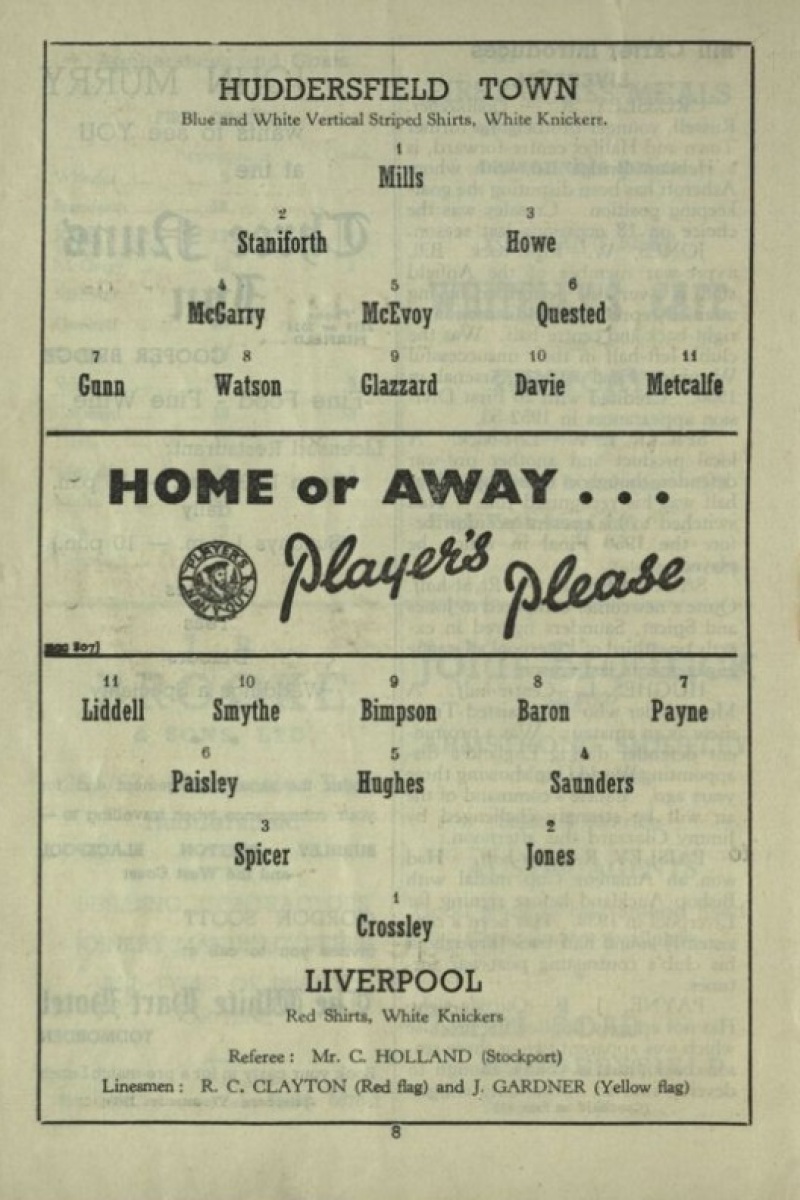 HUDDERSFIELD TOWN
Blue and White Vertical Striped Shirts, White Knickers.
1
Mills
2 3
Staniforth Howe
4 5 6
McGarry McEvoy Quested
7 8 9 10 11
Gunn Watson Glazzard Davie Metcalfe
HOME or AWAY . . .
PLAYER'S
NAVY CUT
Player's Please
11 10 9 8 7
Liddell Smythe Bimpson Baron Payne
6 5 4
Paisley Hughes Saunders
3 2
Spicer Jones
1
Crossley
LIVERPOOL
Red Shirts, White Knickers
Referee : Mr. C. HOLLAND (Stockport)
Linesmen : R. C. CLAYTON (Red flag) and J. GARDNER (Yellow flag)
8